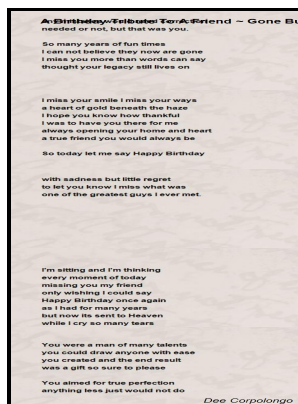 A Birthday Tribute To A Friend ~ Gone Bu
needed or not, but that was you.
So many years of fun times
I can not believe they now are gone
I miss you more than words can say
thought your legacy still lives on
I miss your smile I miss your ways
a heart of gold beneath the haze
I hope you know how thankful
I was to have you there for me
always opening your home and heart
a true friend you would always be
So today let me say Happy Birthday
with sadness but little regret
to let you know I miss what was
one of the greatest guys I ever met.
I'm sitting and I'm thinking
every moment of today
missing you my friend
only wishing I could say
Happy Birthday once again
as I had for many years
but now its sent to Heaven
while I cry so many tears
You were a man of many talents
you could draw anyone with ease
you created and the end result
was a gift so sure to please
You aimed for true perfection
anything less just would not do
Dee Corpolongo